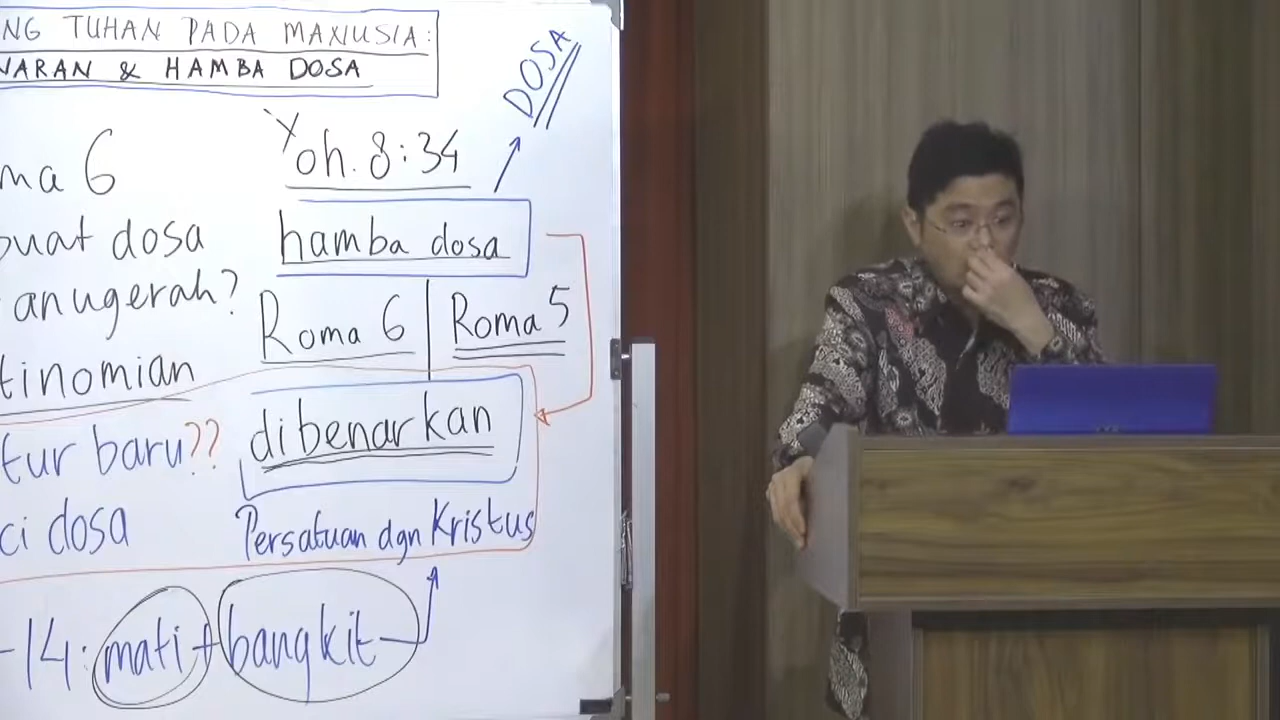 NG TUHAN PADA MANUSIA:
NARAN & HAMBA DOSA
DOSA
ma 6
Yoh. 8:34
buat dosa
hamba dosa
anugerah?
Roma 6 | Roma 5
tinomian
dibenarkan
tur baru??
ci dosa
Persatuan dgn Kristus
-14: mati + bangkit